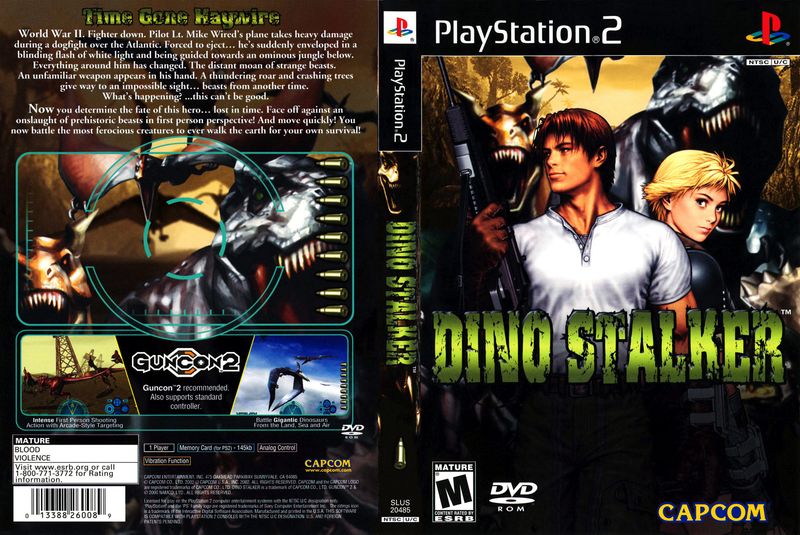 Time Gone Haywire
World War II. Fighter down. Pilot Lt. Mike Wired's plane takes heavy damage
during a dogfight over the Atlantic. Forced to eject... he's suddenly enveloped in a
blinding flash of white light and being guided towards an ominous jungle below.
Everything around him has changed. The distant moan of strange beasts.
An unfamiliar weapon appears in his hand. A thundering roar and crashing trees
give way to an impossible sight... beasts from another time.
What's happening? ...this can't be good.
Now you determine the fate of this hero... lost in time. Face off against an
onslaught of prehistoric beasts in first person perspective! And move quickly! You
now battle the most ferocious creatures to ever walk the earth for your own survival!
GUNCON2
Guncon™2 recommended.
Also supports standard
controller.
Intense First Person Shooting
Action with Arcade-Style Targeting
Battle Gigantic Dinosaurs
From the Land, Sea and Air
DVD
ROM
MATURE
BLOOD
VIOLENCE
Visit www.esrb.org or call
1-800-771-3772 for Rating
information.
0 13388 26008 9
1 Player
Memory Card (for PS2) - 145kb
Analog Control
Vibration Function
CAPCOM
PlayStation®2
DINO STALKER™
SLUS
20485
NTSC U/C
PlayStation®2
NTSC U/C
DINO STALKER™
MATURE
M
CONTENT RATED BY
ESRB
DVD
ROM
CAPCOM